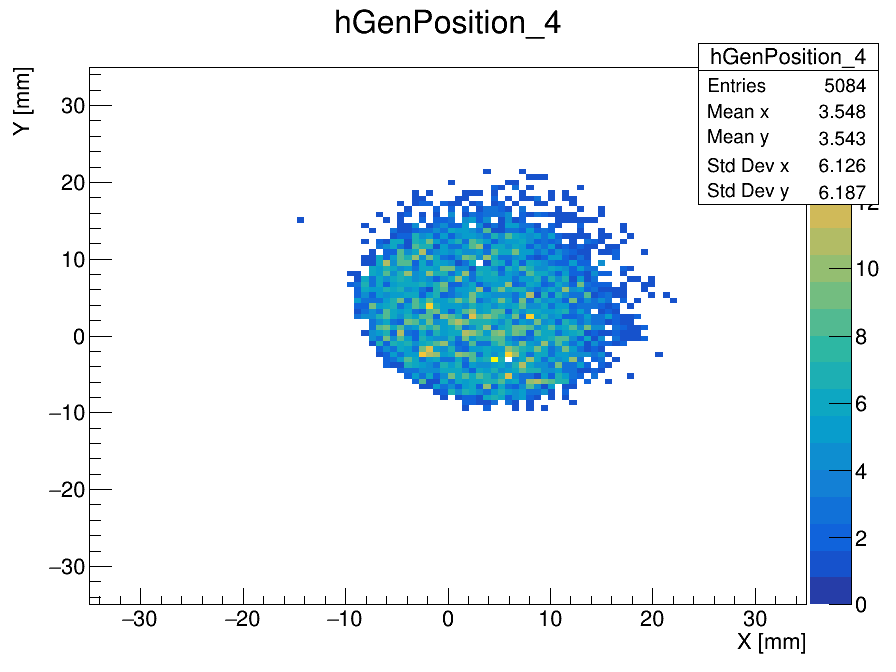 hGenPosition_4
hGenPosition_4
Entries 5084
Mean x 3.548
Mean y 3.543
Std Dev x 6.126
Std Dev y 6.187
Y [mm]
30
20
10
0
−10
−20
−30
−30 −20 −10 0 10 20 30
X [mm]
12
10
8
6
4
2
0